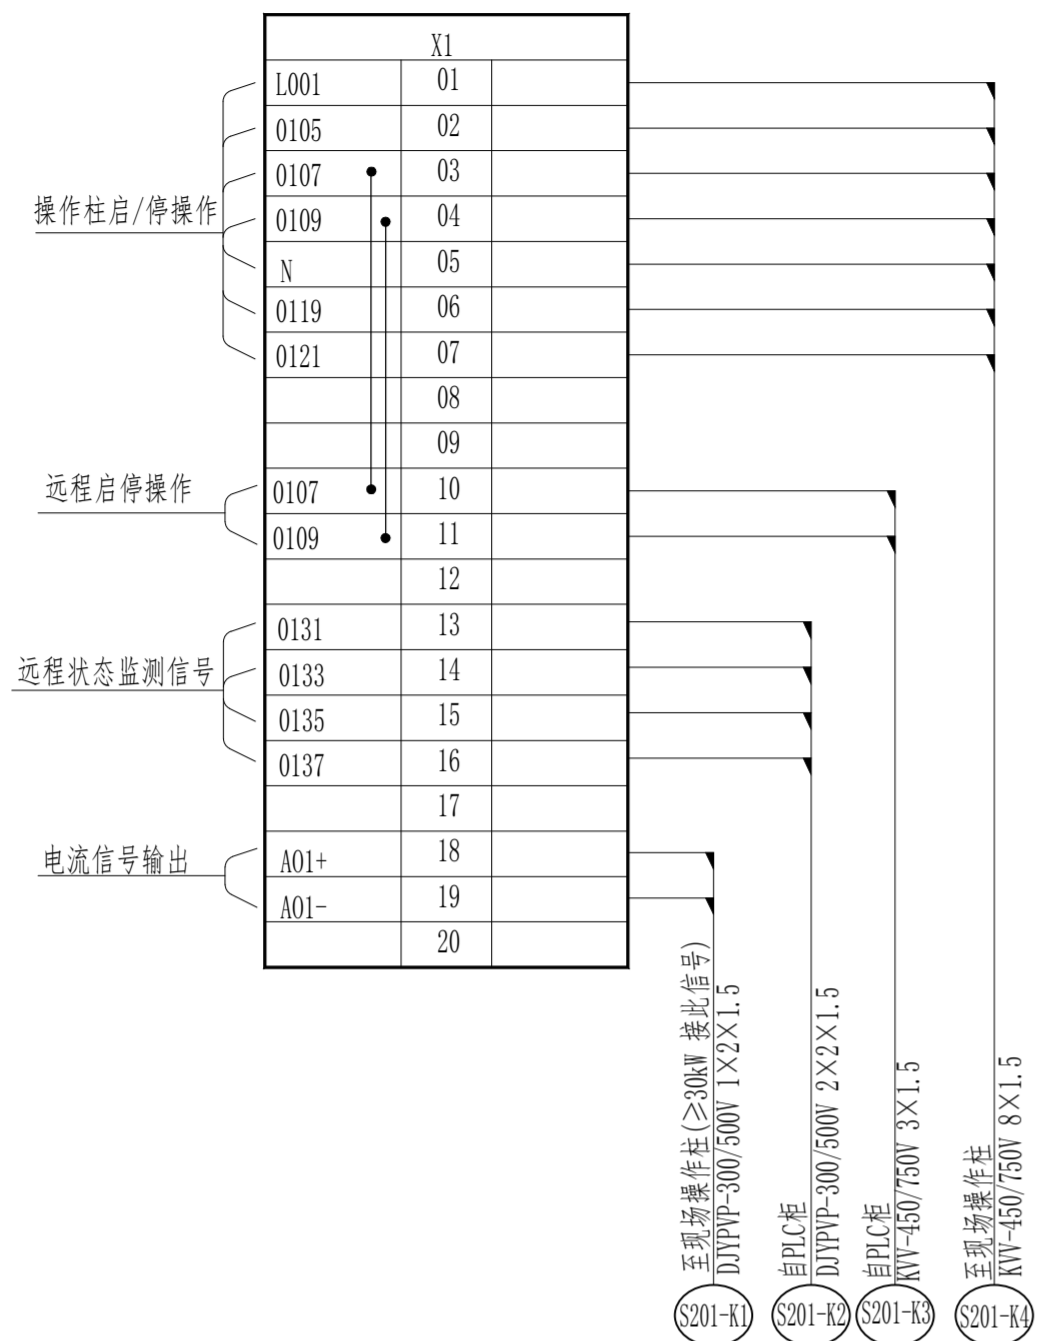 X1
L001 01
0105 02
0107 03
操作柱启/停操作
0109 04
N 05
0119 06
0121 07
08
09
远程启停操作
0107 10
0109 11
12
0131 13
远程状态监测信号
0133 14
0135 15
0137 16
17
电流信号输出
A01+ 18
A01- 19
20
至现场操作柱(≥30kW 接此信号)
DJYPVP-300/500V 1×2×1.5
自PLC柜
DJYPVP-300/500V 2×2×1.5
自PLC柜
KVV-450/750V 3×1.5
至现场操作柱
KVV-450/750V 8×1.5
S201-K1
S201-K2
S201-K3
S201-K4